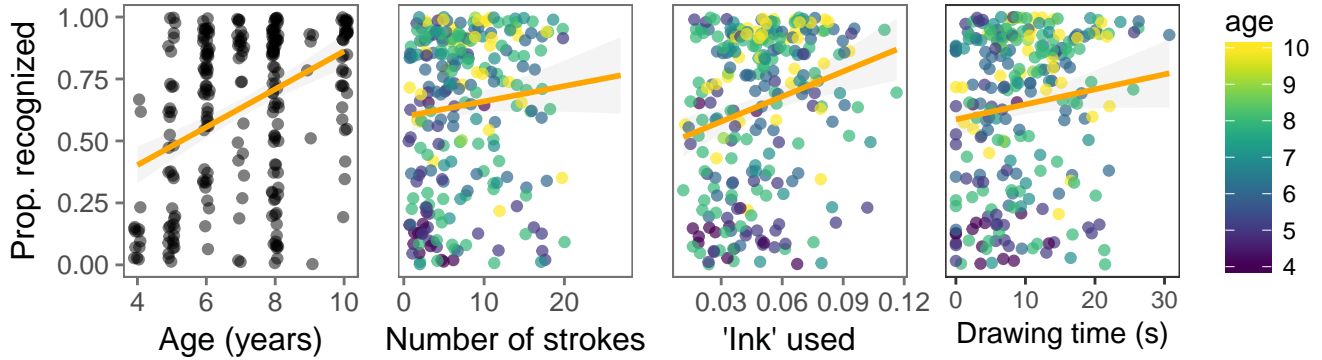 Prop. recognized
1.00
0.75
0.50
0.25
0.00
4 6 8 10
Age (years)
0 10 20
Number of strokes
0.03 0.06 0.09 0.12
'Ink' used
0 10 20 30
Drawing time (s)
age
10
9
8
7
6
5
4